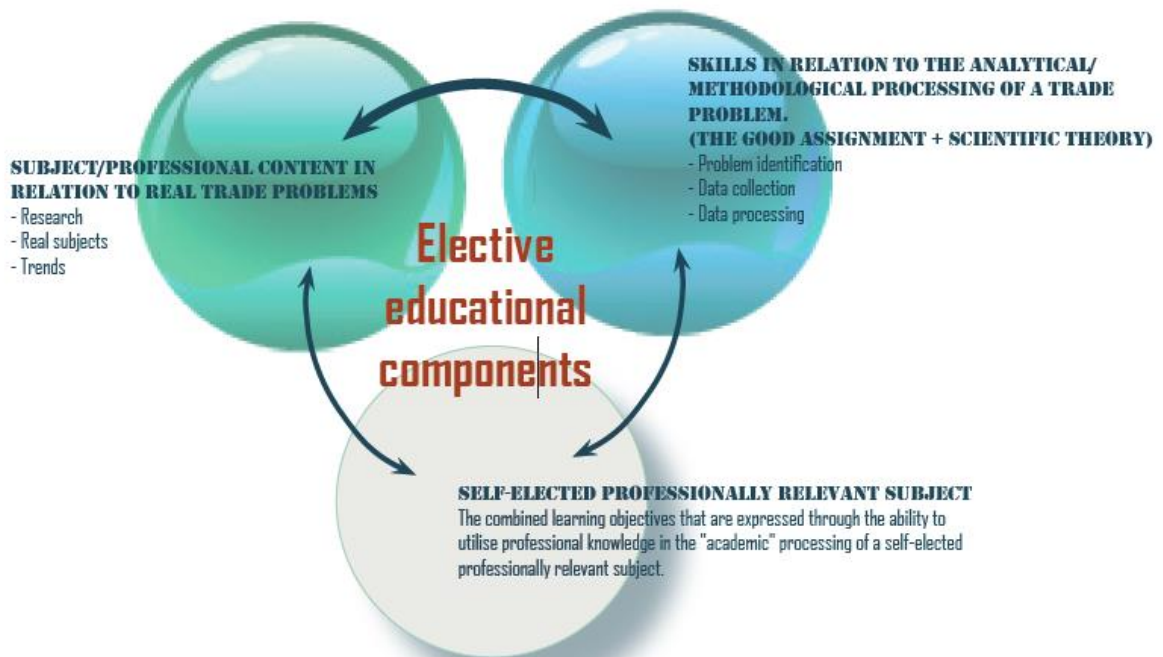 SUBJECT/PROFESSIONAL CONTENT IN
RELATION TO REAL TRADE PROBLEMS
- Research
- Real subjects
- Trends
SKILLS IN RELATION TO THE ANALYTICAL/
METHODOLOGICAL PROCESSING OF A TRADE
PROBLEM.
(THE GOOD ASSIGNMENT + SCIENTIFIC THEORY)
- Problem identification
- Data collection
- Data processing
Elective
educational
components
SELF-ELECTED PROFESSIONALLY RELEVANT SUBJECT
The combined learning objectives that are expressed through the ability to
utilise professional knowledge in the "academic" processing of a self-elected
professionally relevant subject.